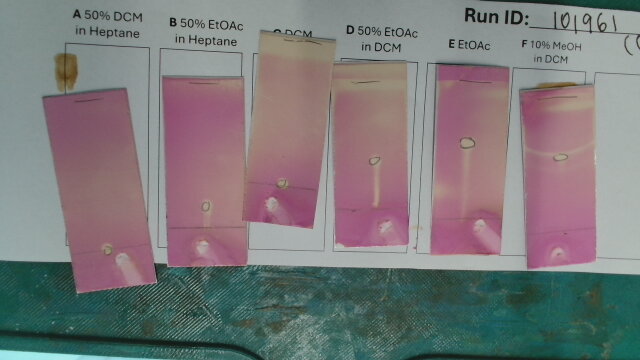 Run ID: 101961
A 50% DCM
in Heptane
B 50% EtOAc
in Heptane
C DCM
D 50% EtOAc
in DCM
E EtOAc
F 10% MeOH
in DCM